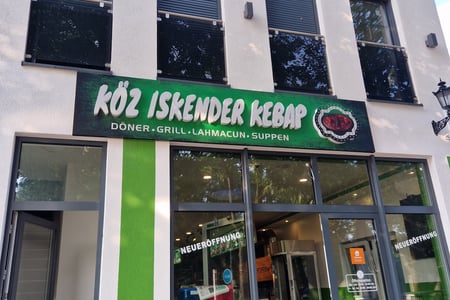 KÖZ ISKENDER KEBAP
DÖNER • GRILL • LAHMACUN • SUPPEN
NEUERÖFFNUNG
NEUERÖFFNUNG